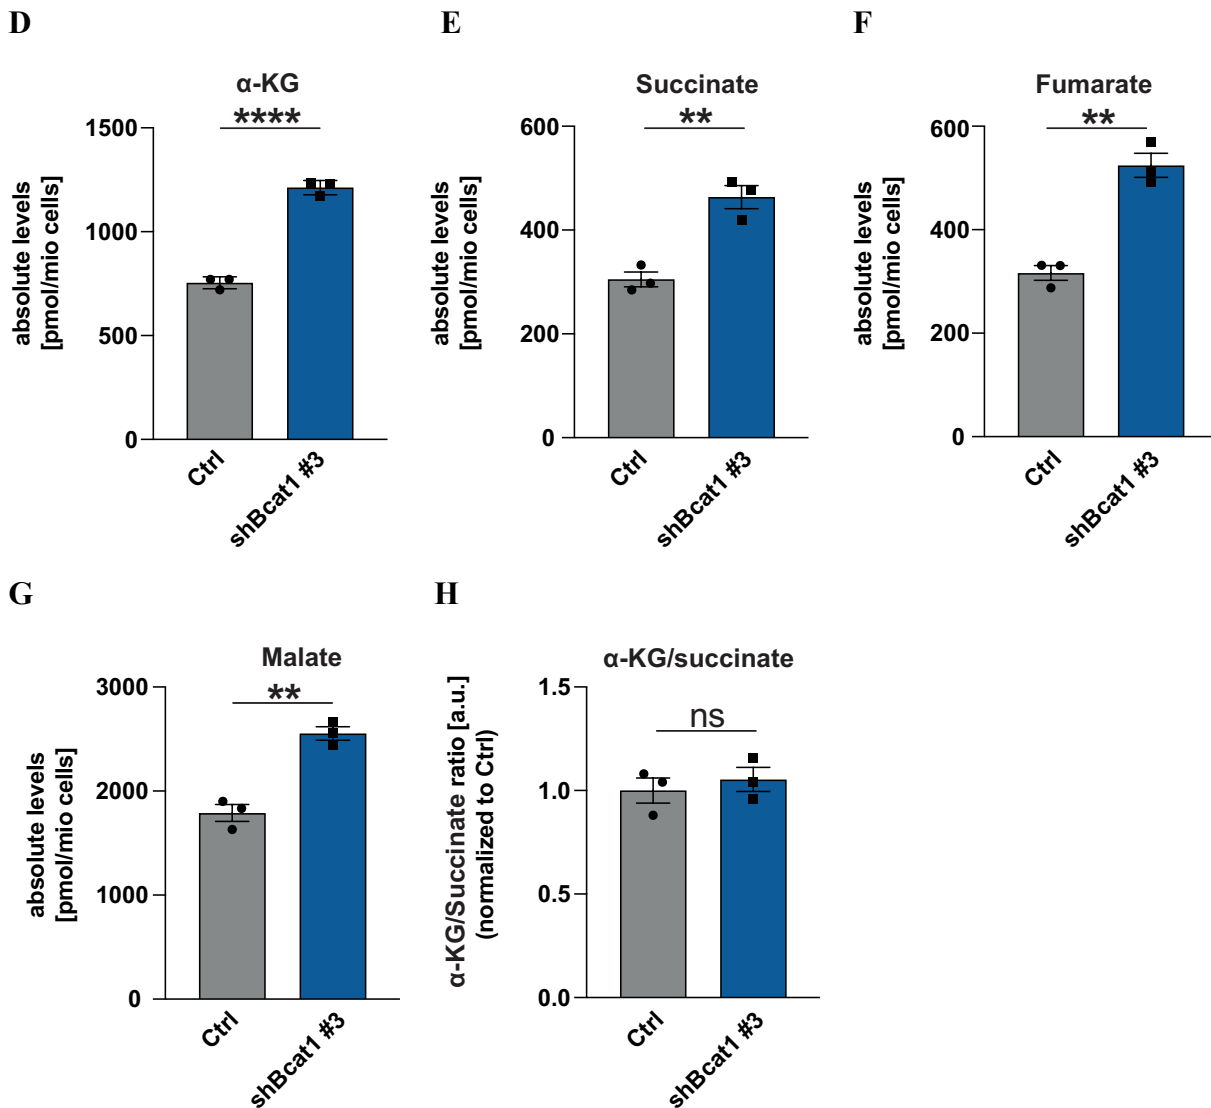 D
E
F
α-KG
****
1500
1000
500
0
absolute levels
[pmol/mio cells]
Ctrl
shBcat1 #3
Succinate
**
600
400
200
0
absolute levels
[pmol/mio cells]
Ctrl
shBcat1 #3
Fumarate
**
600
400
200
0
absolute levels
[pmol/mio cells]
Ctrl
shBcat1 #3
G
H
Malate
**
3000
2000
1000
0
absolute levels
[pmol/mio cells]
Ctrl
shBcat1 #3
α-KG/succinate
ns
1.5
1.0
0.5
0.0
α-KG/Succinate ratio [a.u.]
(normalized to Ctrl)
Ctrl
shBcat1 #3